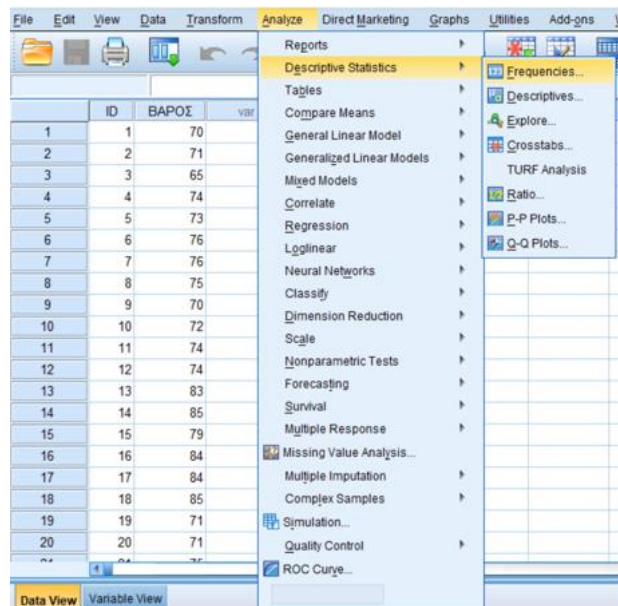 File Edit View Data Transform Analyze Direct Marketing Graphs Utilities Add-ons
Reports
Descriptive Statistics
Tables
Compare Means
General Linear Model
Generalized Linear Models
Mixed Models
Correlate
Regression
Loglinear
Neural Networks
Classify
Dimension Reduction
Scale
Nonparametric Tests
Forecasting
Survival
Multiple Response
Missing Value Analysis...
Multiple Imputation
Complex Samples
Simulation...
Quality Control
ROC Curve...
Frequencies...
Descriptives...
Explore...
Crosstabs...
TURF Analysis
Ratio...
P-P Plots...
Q-Q Plots...
ID ΒΑΡΟΣ var
1 1 70
2 2 71
3 3 65
4 4 74
5 5 73
6 6 76
7 7 76
8 8 75
9 9 70
10 10 72
11 11 74
12 12 74
13 13 83
14 14 85
15 15 79
16 16 84
17 17 84
18 18 85
19 19 71
20 20 71
Data View Variable View